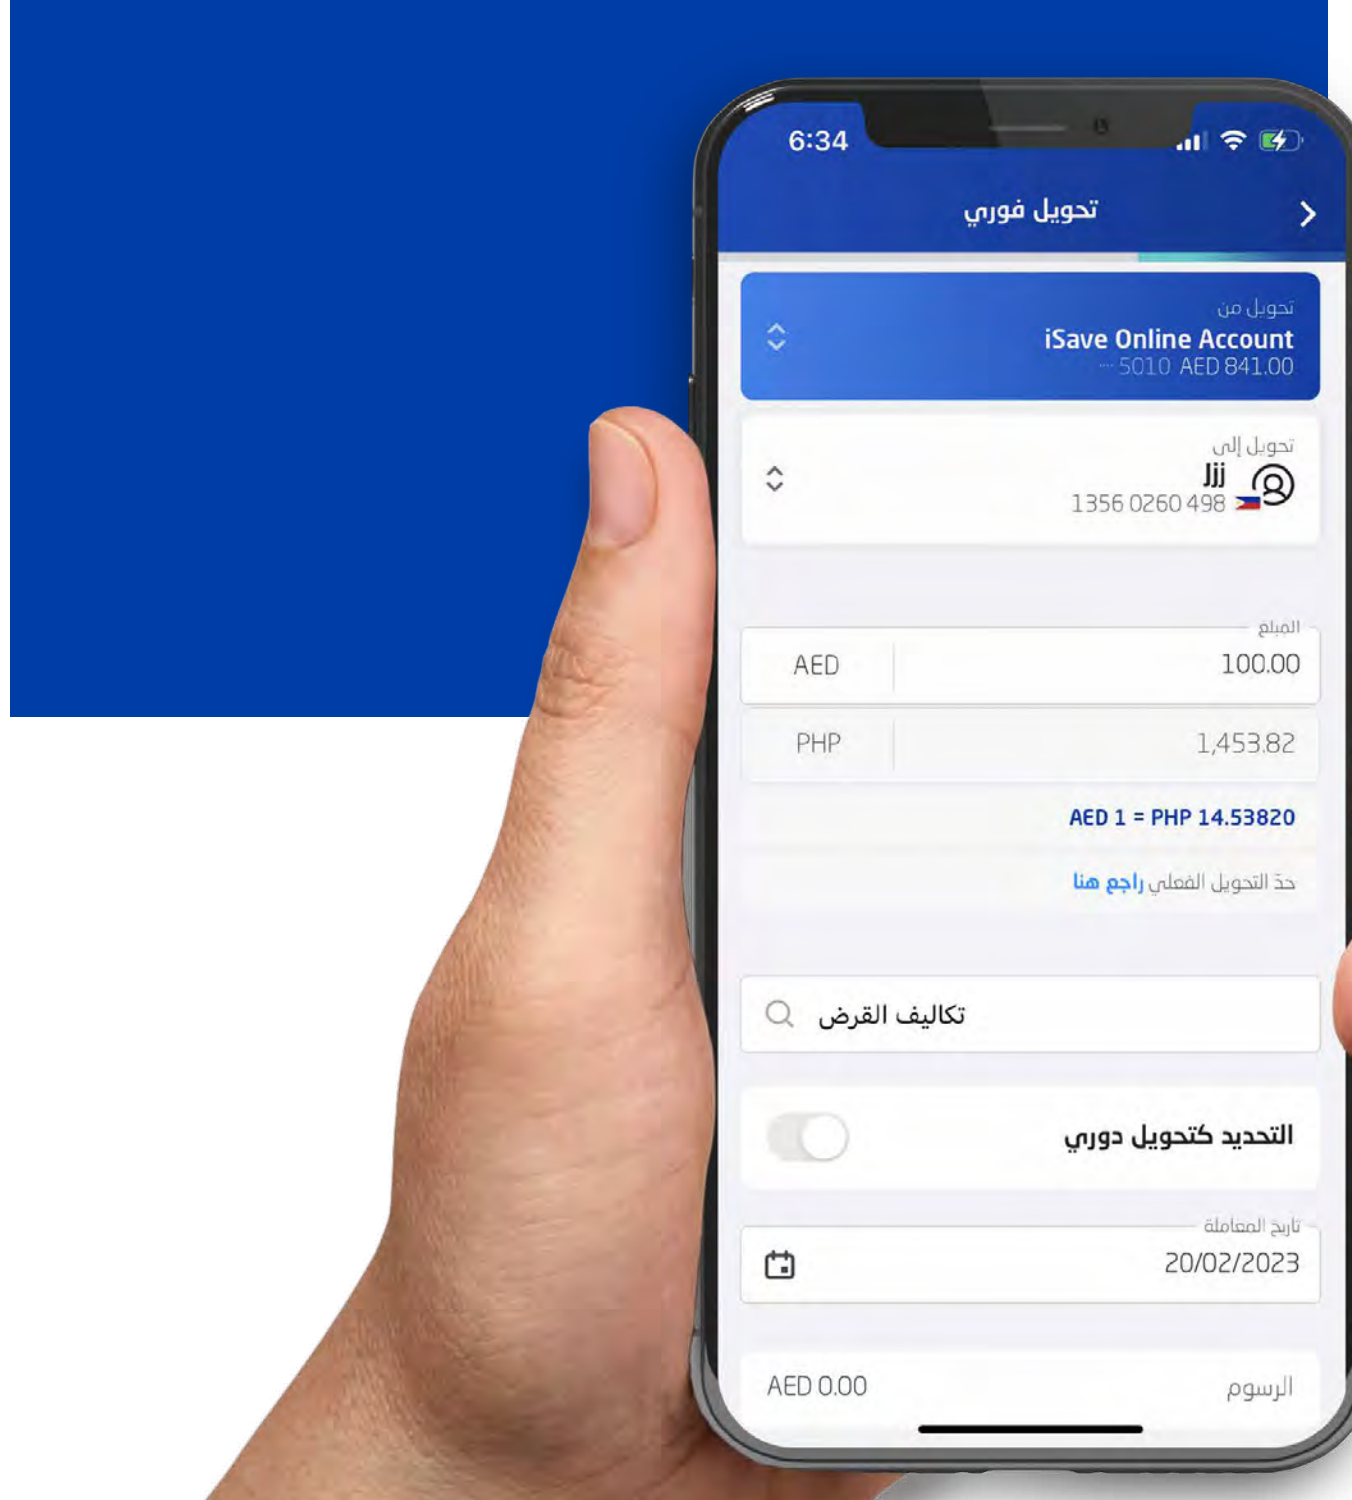 6:34
تحويل فوري
تحويل من
iSave Online Account
5010 AED 841.00
تحويل إلى
Jjj
1356 0260 498
المبلغ
100.00 AED
1,453.82 PHP
AED 1 = PHP 14.53820
حدّ التحويل الفعلي راجع هنا
تكاليف القرض
التحديد كتحويل دوري
تاريخ المعاملة
20/02/2023
الرسوم AED 0.00